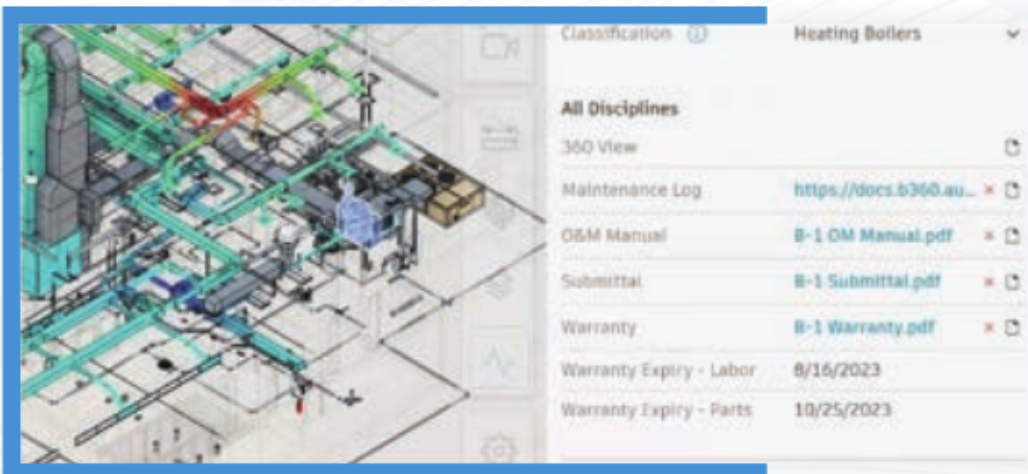 Classification Heating Boilers
All Disciplines
360 View
Maintenance Log https://docs.b360.au...
O&M Manual B-1 OM Manual.pdf
Submittal B-1 Submittal.pdf
Warranty B-1 Warranty.pdf
Warranty Expiry - Labor 8/16/2023
Warranty Expiry - Parts 10/25/2023